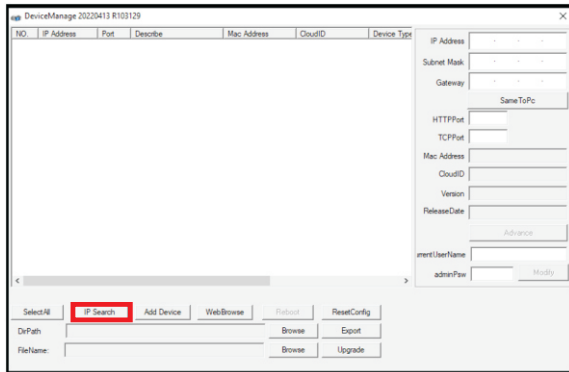 DeviceManage 20220413 R103129
NO. IP Address Port Describe Mac Address CloudID Device Type
IP Address
Subnet Mask
Gateway
SameToPc
HTTPPort
TCPPort
Mac Address
CloudID
Version
ReleaseDate
Advance
rrentUserName
adminPsw Modify
SelectAll IP Search Add Device WebBrowse Reboot ResetConfig
DirPath Browse Export
FileName: Browse Upgrade